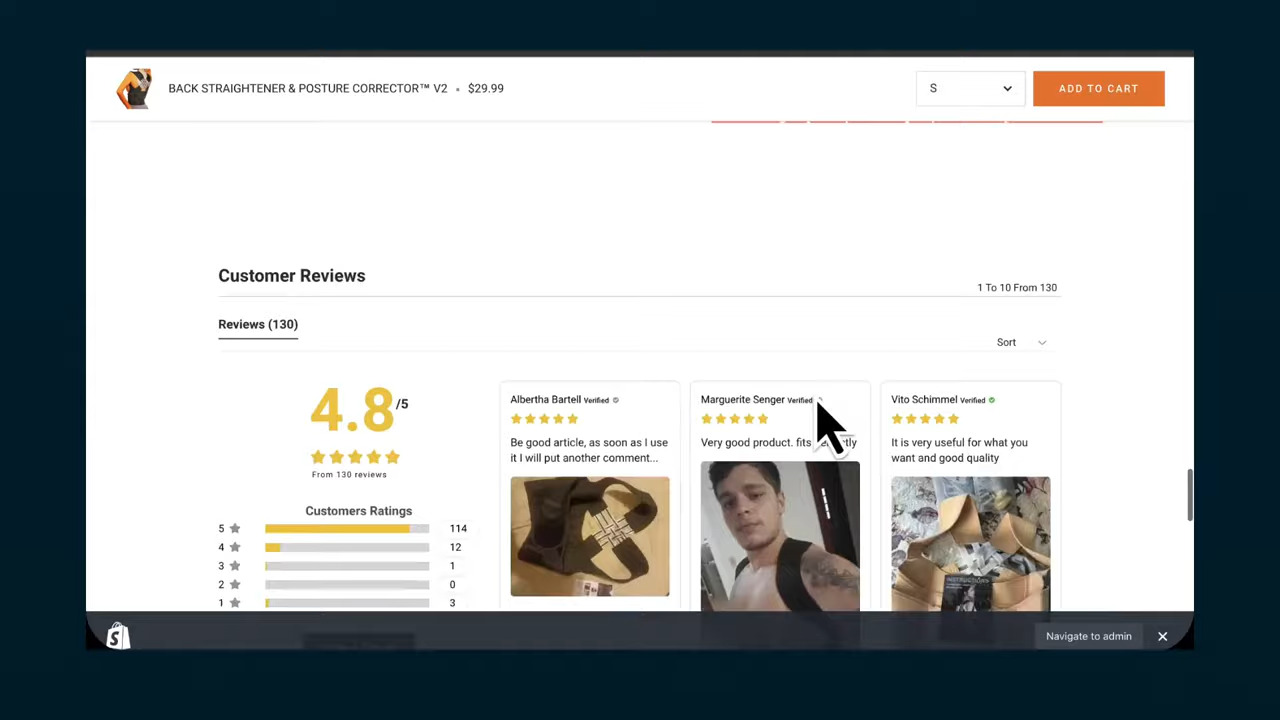 BACK STRAIGHTENER & POSTURE CORRECTOR™ V2 • $29.99
S
ADD TO CART
Customer Reviews
1 To 10 From 130
Reviews (130)
Sort
4.8/5
From 130 reviews
Customers Ratings
5 114
4 12
3 1
2 0
1 3
Albertha Bartell Verified
Be good article, as soon as I use
it I will put another comment...
Marguerite Senger Verified
Very good product. fits
Vito Schimmel Verified
It is very useful for what you
want and good quality
INSTRUCTIONS
S
Navigate to admin